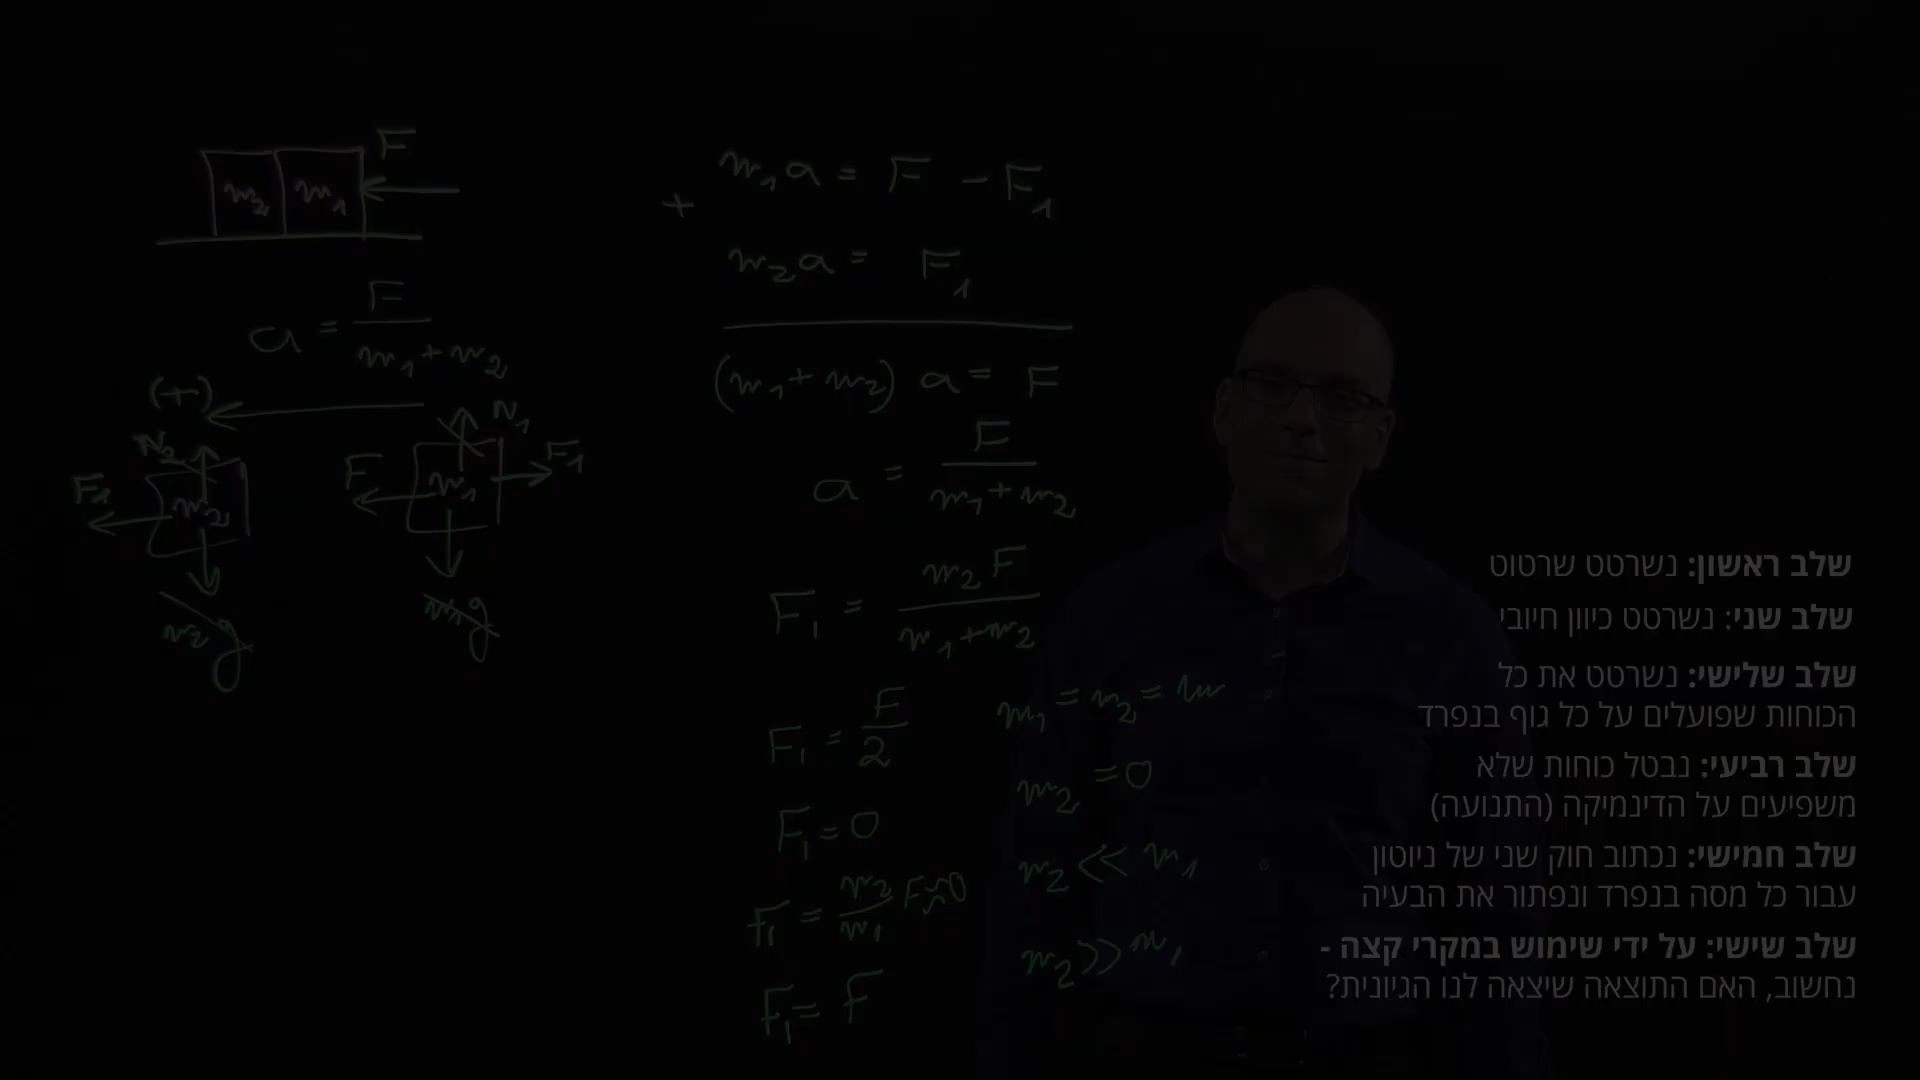 F
m₂ m₁
a = F / (m₁ + m₂)
(+)
N₂
F₁
m₂
m₂g
N₁
F
m₁
F₁
m₁g
+ m₁a = F - F₁
m₂a = F₁
(m₁ + m₂) a = F
a = F / (m₁ + m₂)
F₁ = m₂F / (m₁ + m₂)
F₁ = F / 2 m₁ = m₂ = m
F₁ = 0 m₂ = 0
F₁ = m₂ / m₁ F ≈ 0 m₂ << m₁
F₁ = F m₂ >> m₁
שלב ראשון: נשרטט שרטוט
שלב שני: נשרטט כיוון חיובי
שלב שלישי: נשרטט את כל
הכוחות שפועלים על כל גוף בנפרד
שלב רביעי: נבטל כוחות שלא
משפיעים על הדינמיקה (התנועה)
שלב חמישי: נכתוב חוק שני של ניוטון
עבור כל מסה בנפרד ונפתור את הבעיה
שלב שישי: על ידי שימוש במקרי קצה -
נחשוב, האם התוצאה שיצאה לנו הגיונית?